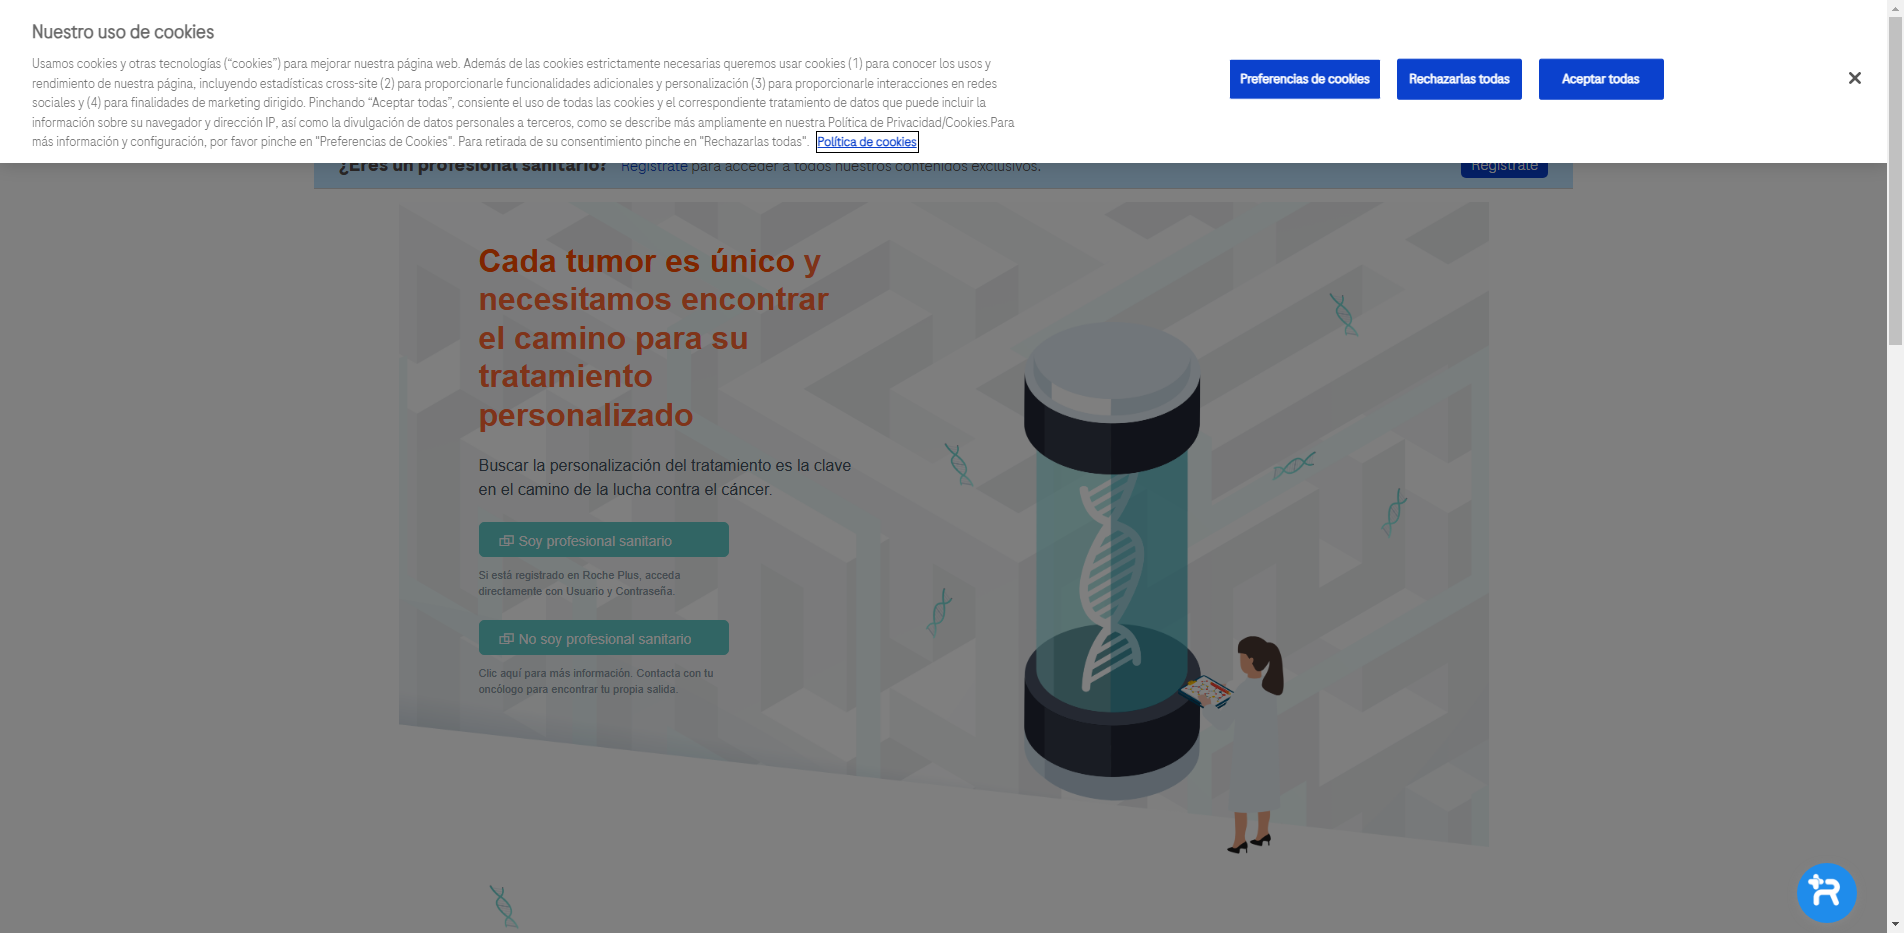 Nuestro uso de cookies
Usamos cookies y otras tecnologías (“cookies”) para mejorar nuestra página web. Además de las cookies estrictamente necesarias queremos usar cookies (1) para conocer los usos y
rendimiento de nuestra página, incluyendo estadísticas cross-site (2) para proporcionarle funcionalidades adicionales y personalización (3) para proporcionarle interacciones en redes
sociales y (4) para finalidades de marketing dirigido. Pinchando “Aceptar todas”, consiente el uso de todas las cookies y el correspondiente tratamiento de datos que puede incluir la
información sobre su navegador y dirección IP, así como la divulgación de datos personales a terceros, como se describe más ampliamente en nuestra Política de Privacidad/Cookies.Para
más información y configuración, por favor pinche en "Preferencias de Cookies". Para retirada de su consentimiento pinche en "Rechazarlas todas". Política de cookies
Preferencias de cookies
Rechazarlas todas
Aceptar todas
¿Eres un profesional sanitario? Regístrate para acceder a todos nuestros contenidos exclusivos.
Regístrate
Cada tumor es único y
necesitamos encontrar
el camino para su
tratamiento
personalizado
Buscar la personalización del tratamiento es la clave
en el camino de la lucha contra el cáncer.
Soy profesional sanitario
Si está registrado en Roche Plus, acceda
directamente con Usuario y Contraseña.
No soy profesional sanitario
Clic aquí para más información. Contacta con tu
oncólogo para encontrar tu propia salida.